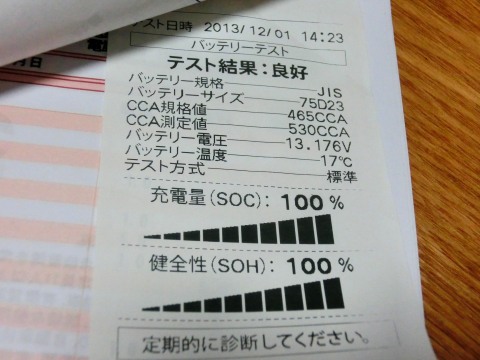 テスト日時 2013/12/01 14:23
バッテリーテスト
テスト結果:良好
バッテリー規格 JIS
バッテリーサイズ 75D23
CCA規格値 465CCA
CCA測定値 530CCA
バッテリー電圧 13.176V
バッテリー温度 17℃
テスト方式 標準
充電量(SOC): 100%
健全性(SOH): 100%
定期的に診断してください。
月日